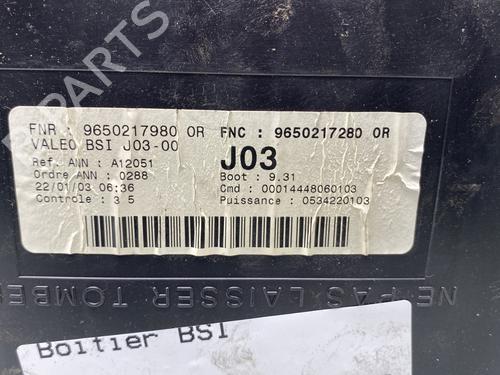 FNR : 9650217980 OR FNC : 9650217280 OR
VALEO BSI J03-00 J03
Ref. ANN : A12051
Ordre ANN : 0288 Boot : 9.31
22/01/03 06:36 Cmd : 00014448060103
Controle : 3 5 Puissance : 0534220103
NE PAS LAISSER TOMBE
Boitier BSI